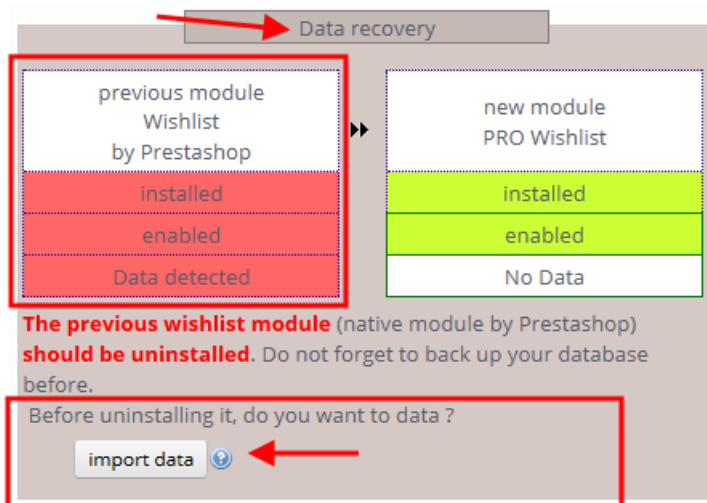 Data recovery
previous module
Wishlist
by Prestashop
installed
enabled
Data detected
new module
PRO Wishlist
installed
enabled
No Data
The previous wishlist module (native module by Prestashop)
should be uninstalled. Do not forget to back up your database
before.
Before uninstalling it, do you want to data ?
import data